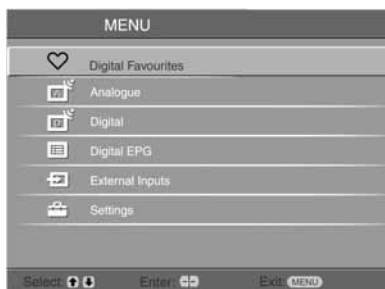 MENU
Digital Favourites
Analogue
Digital
Digital EPG
External Inputs
Settings
Select: Enter: Exit: MENU